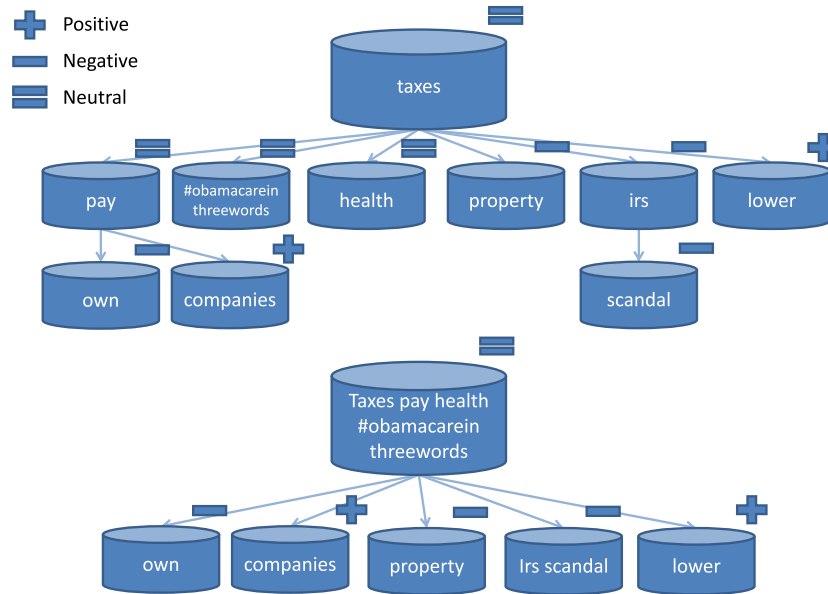 Positive
Negative
Neutral
taxes
pay
#obamacarein
threewords
health
property
irs
lower
own
companies
scandal
Taxes pay health
#obamacarein
threewords
own
companies
property
Irs scandal
lower